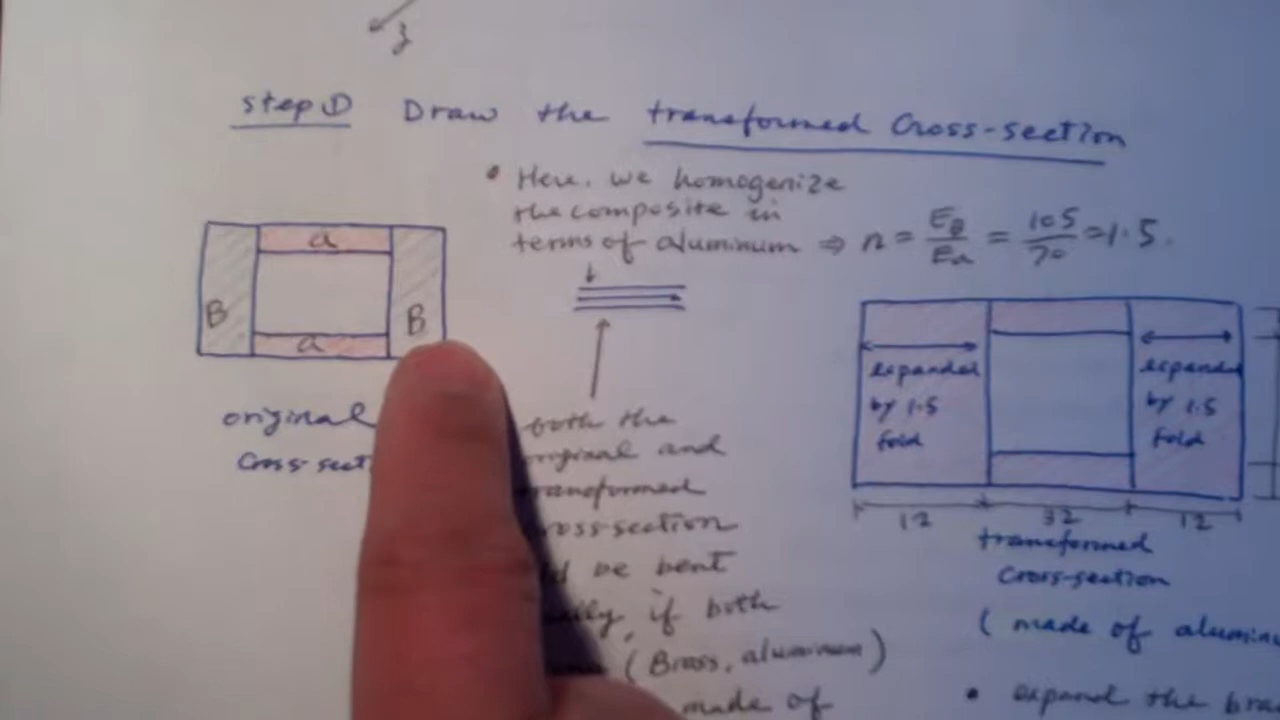 z
step ① Draw the transformed Cross-section
• Here, we homogenize
the composite in
terms of aluminum ⇒ n = E_B/E_a = 105/70 = 1.5.
a
B
B
a
original
Cross-sect
both the
original and
transformed
cross-section
be bent
if both
(Brass, aluminum)
made of
expanded
by 1.5
fold
expanded
by 1.5
fold
12 32 12
transformed
Cross-section
( made of alumin
• expand the bra